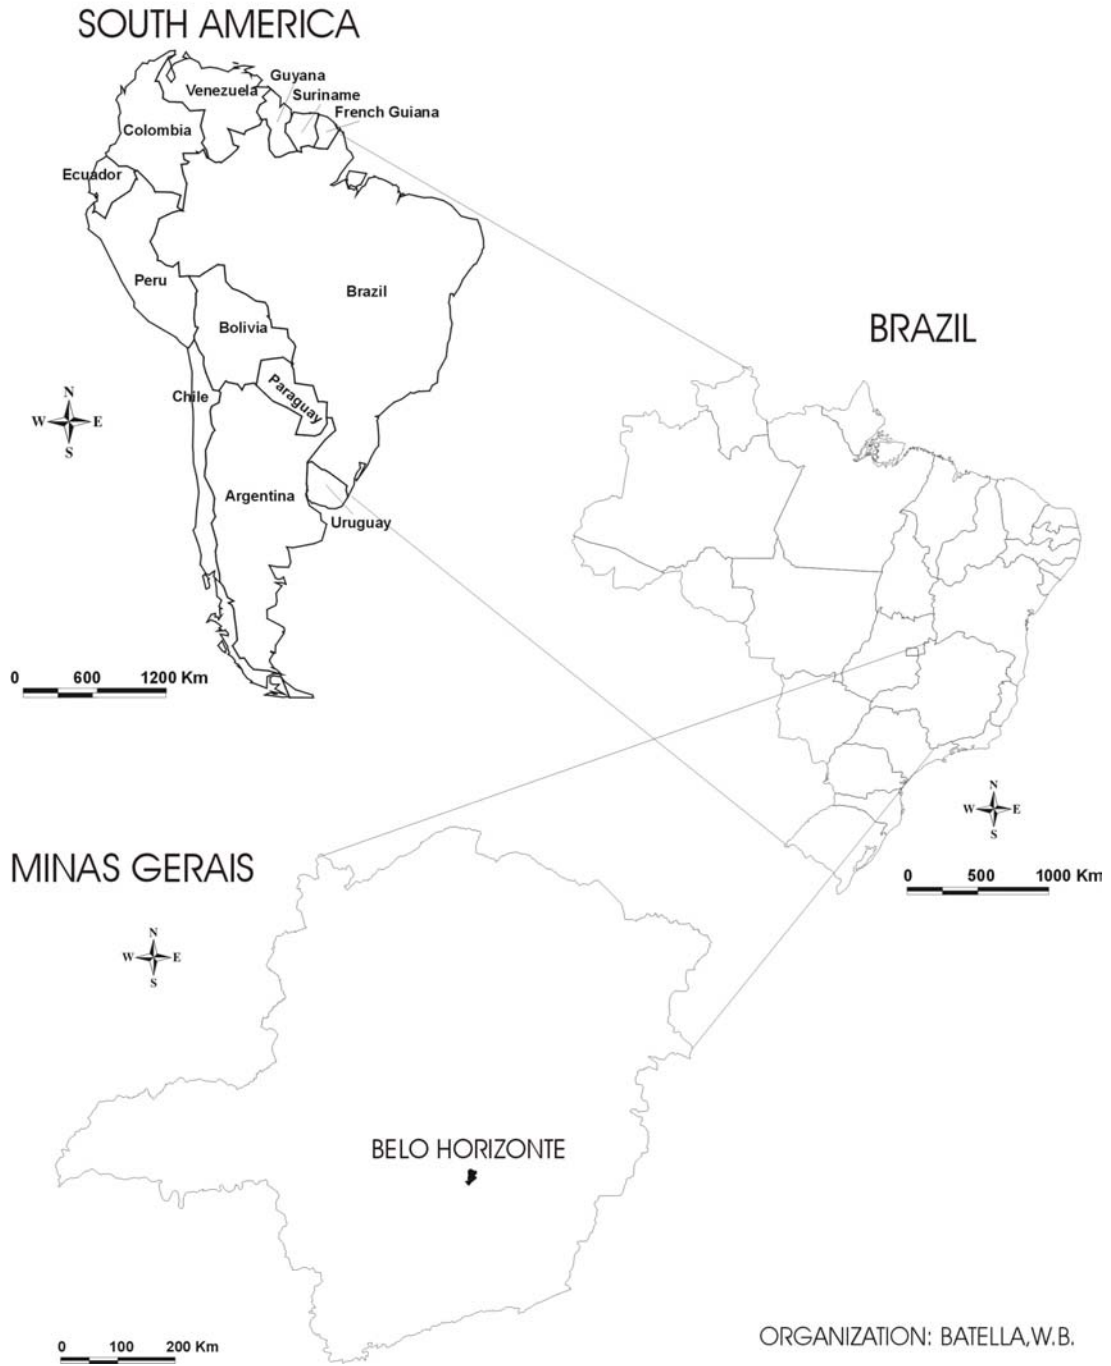 SOUTH AMERICA
Guyana
Venezuela
Suriname
French Guiana
Colombia
Ecuador
Peru
Brazil
Bolivia
BRAZIL
Paraguay
Chile
N
W E
S
Argentina
Uruguay
0 600 1200 Km
N
W E
S
MINAS GERAIS
0 500 1000 Km
N
W E
S
BELO HORIZONTE
ORGANIZATION: BATELLA,W.B.
0 100 200 Km